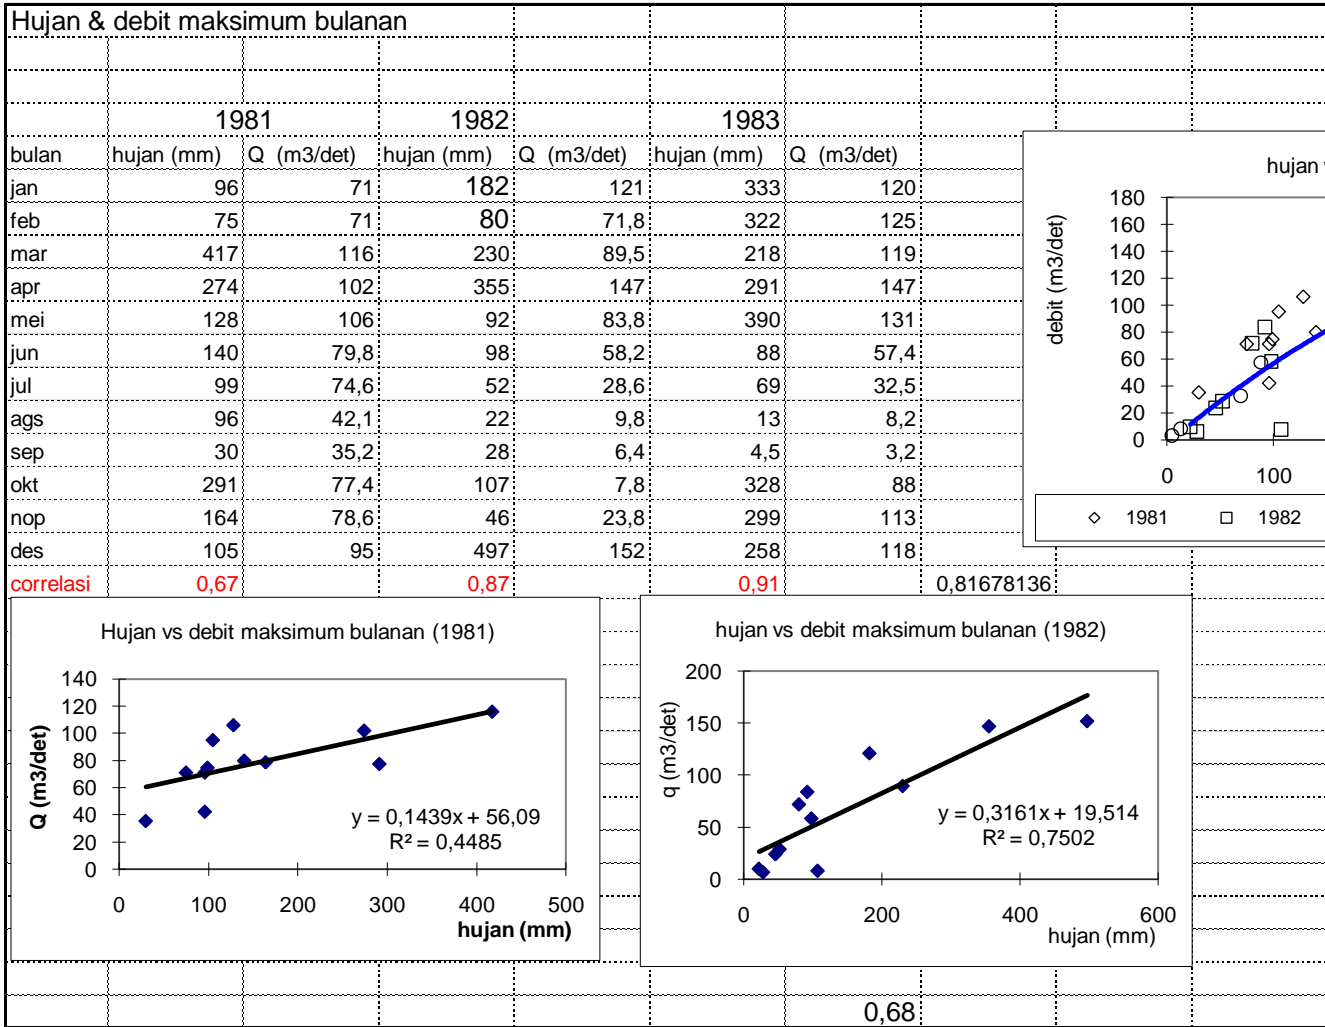 Hujan & debit maksimum bulanan
1981 1982 1983
bulan hujan (mm) Q (m3/det) hujan (mm) Q (m3/det) hujan (mm) Q (m3/det)
jan 96 71 182 121 333 120
feb 75 71 80 71,8 322 125
mar 417 116 230 89,5 218 119
apr 274 102 355 147 291 147
mei 128 106 92 83,8 390 131
jun 140 79,8 98 58,2 88 57,4
jul 99 74,6 52 28,6 69 32,5
ags 96 42,1 22 9,8 13 8,2
sep 30 35,2 28 6,4 4,5 3,2
okt 291 77,4 107 7,8 328 88
nop 164 78,6 46 23,8 299 113
des 105 95 497 152 258 118
correlasi 0,67 0,87 0,91 0,81678136
hujan v
debit (m3/det)
180
160
140
120
100
80
60
40
20
0
0 100
1981 1982
Hujan vs debit maksimum bulanan (1981)
Q (m3/det)
140
120
100
80
60
40
20
0
y = 0,1439x + 56,09
R² = 0,4485
0 100 200 300 400 500
hujan (mm)
hujan vs debit maksimum bulanan (1982)
q (m3/det)
200
150
100
50
0
y = 0,3161x + 19,514
R² = 0,7502
0 200 400 600
hujan (mm)
0,68